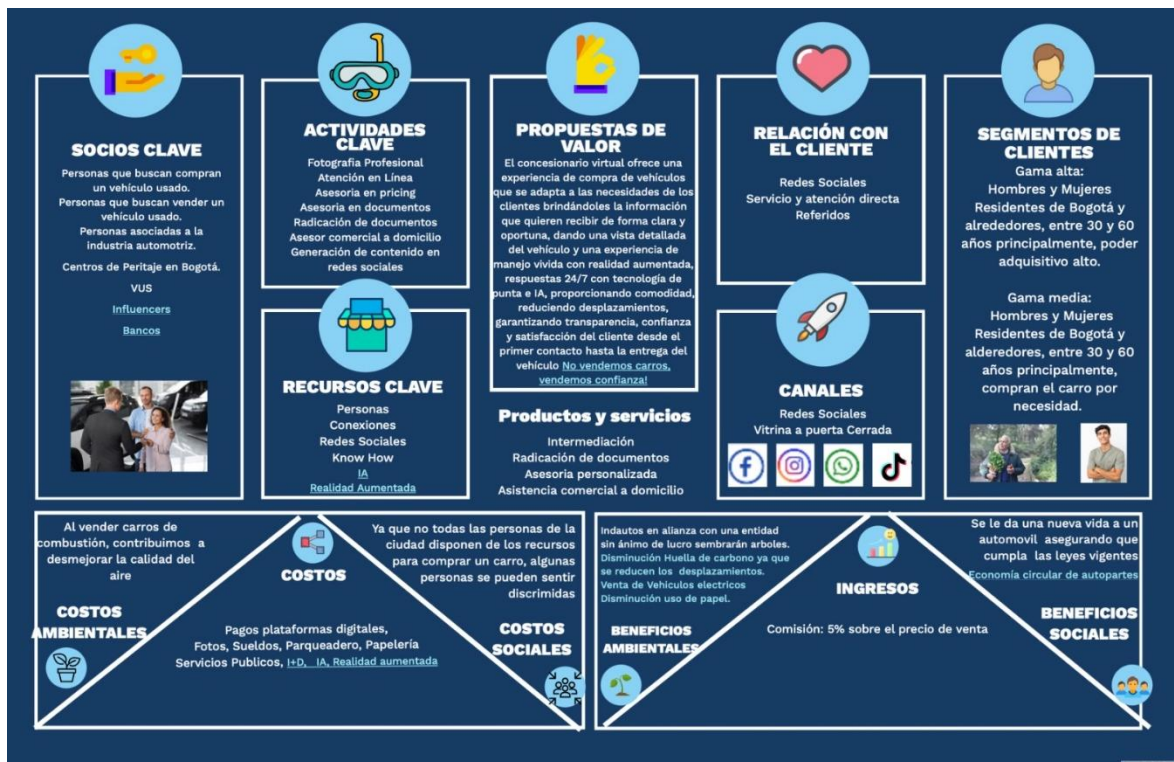 SOCIOS CLAVE
Personas que buscan compran
un vehículo usado.
Personas que buscan vender un
vehículo usado.
Personas asociadas a la
industria automotriz.
Centros de Peritaje en Bogotá.
VUS
Influencers
Bancos
ACTIVIDADES
CLAVE
Fotografia Profesional
Atención en Línea
Asesoria en pricing
Asesoria en documentos
Radicación de documentos
Asesor comercial a domicilio
Generación de contenido en
redes sociales
RECURSOS CLAVE
Personas
Conexiones
Redes Sociales
Know How
IA
Realidad Aumentada
PROPUESTAS DE
VALOR
El concesionario virtual ofrece una
experiencia de compra de vehículos
que se adapta a las necesidades de los
clientes brindándoles la información
que quieren recibir de forma clara y
oportuna, dando una vista detallada
del vehículo y una experiencia de
manejo vivida con realidad aumentada,
respuestas 24/7 con tecnología de
punta e IA, proporcionando comodidad,
reduciendo desplazamientos,
garantizando transparencia, confianza
y satisfacción del cliente desde el
primer contacto hasta la entrega del
vehículo No vendemos carros,
vendemos confianza!
Productos y servicios
Intermediación
Radicación de documentos
Asesoria personalizada
Asistencia comercial a domicilio
RELACIÓN CON
EL CLIENTE
Redes Sociales
Servicio y atención directa
Referidos
CANALES
Redes Sociales
Vitrina a puerta Cerrada
SEGMENTOS DE
CLIENTES
Gama alta:
Hombres y Mujeres
Residentes de Bogotá y
alrededores, entre 30 y 60
años principalmente, poder
adquisitivo alto.
Gama media:
Hombres y Mujeres
Residentes de Bogotá y
alderedores, entre 30 y 60
años principalmente,
compran el carro por
necesidad.
Al vender carros de
combustión, contribuimos a
desmejorar la calidad del
aire
COSTOS
AMBIENTALES
COSTOS
Pagos plataformas digitales,
Fotos, Sueldos, Parqueadero, Papelería
Servicios Publicos, I+D, IA, Realidad aumentada
Ya que no todas las personas de la
ciudad disponen de los recursos
para comprar un carro, algunas
personas se pueden sentir
discrimidas
COSTOS
SOCIALES
Indautos en alianza con una entidad
sin ánimo de lucro sembrarán arboles.
Disminución Huella de carbono ya que
se reducen los desplazamientos.
Venta de Vehiculos electricos
Disminución uso de papel.
BENEFICIOS
AMBIENTALES
INGRESOS
Comisión: 5% sobre el precio de venta
Se le da una nueva vida a un
automovil asegurando que
cumpla las leyes vigentes
Economía circular de autopartes
BENEFICIOS
SOCIALES